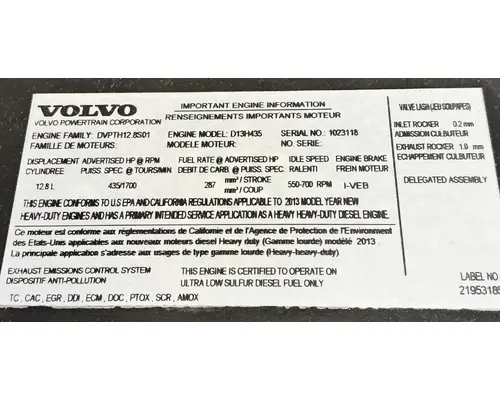 VOLVO
VOLVO POWERTRAIN CORPORATION
IMPORTANT ENGINE INFORMATION
RENSEIGNEMENTS IMPORTANTS MOTEUR
ENGINE FAMILY: DVPTH12.8S01 ENGINE MODEL: D13H435 SERIAL NO.: 1023118
FAMILLE DE MOTEURS: MODELE MOTEUR: NO. SERIE:
DISPLACEMENT ADVERTISED HP @ RPM FUEL RATE @ ADVERTISED HP IDLE SPEED ENGINE BRAKE
CYLINDREE PUISS. SPEC. @ TOURS/MIN DEBIT DE CARB. @ PUISS. SPEC. RALENTI FREIN MOTEUR
12.8 L 435/1700 287 mm³ / STROKE mm³ / COUP 550-700 RPM I-VEB
THIS ENGINE CONFORMS TO US EPA AND CALIFORNIA REGULATIONS APPLICABLE TO 2013 MODEL YEAR NEW
HEAVY-DUTY ENGINES AND HAS A PRIMARY INTENDED SERVICE APPLICATION AS A HEAVY HEAVY-DUTY DIESEL ENGINE.
Ce moteur est conforme aux réglementations de Californie et de l'Agence de Protection de l'Environment
des Etats-Unis applicables aux nouveaux moteurs diesel Heavy duty (Gamme lourde) modèlé 2013 .
La principale application s'adresse aux usages de type gamme lourde (Heavy-heavy-duty)
EXHAUST EMISSIONS CONTROL SYSTEM
DISPOSITIF ANTI-POLLUTION
THIS ENGINE IS CERTIFIED TO OPERATE ON
ULTRA LOW SULFUR DIESEL FUEL ONLY
TC , CAC , EGR , DDI , ECM , DOC , PTOX , SCR , AMOX
VALVE LASH (JEU SOUPAPES)
INLET ROCKER 0.2 mm
ADMISSION CULBUTEUR
EXHAUST ROCKER 1.0 mm
ECHAPPEMENT CULBUTEUR
DELEGATED ASSEMBLY
LABEL NO
21953185